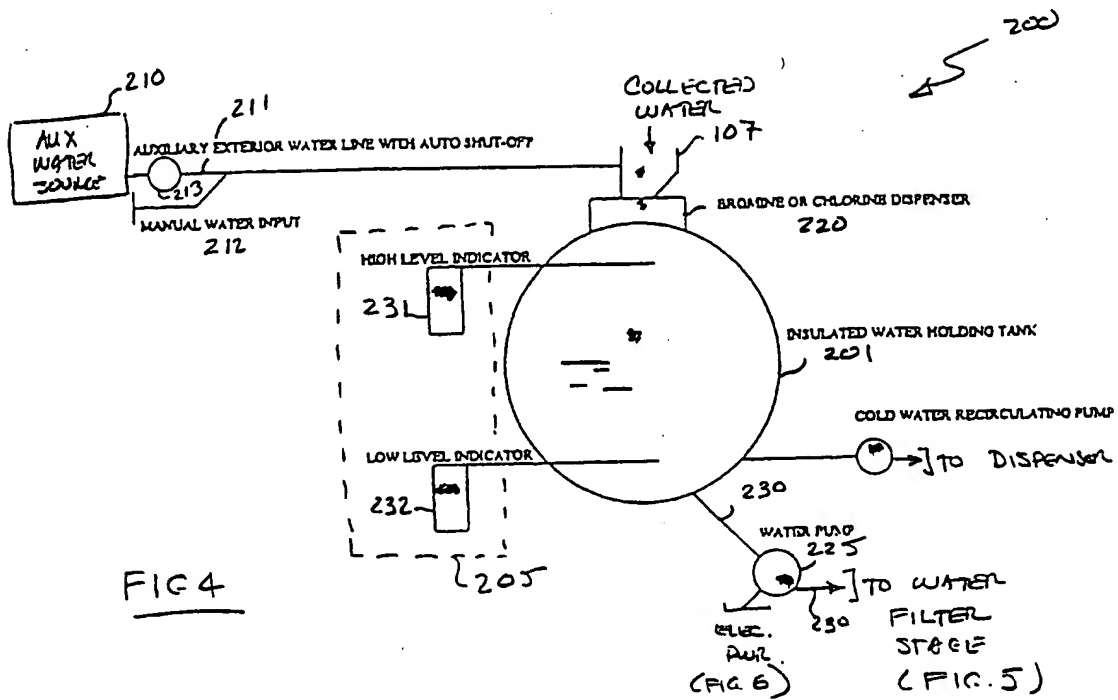 200
210
211
COLLECTED
WATER
107
AUX
WATER
SOURCE
AUXILIARY EXTERIOR WATER LINE WITH AUTO SHUT-OFF
213
MANUAL WATER INPUT
212
BROMINE OR CHLORINE DISPENSER
220
HIGH LEVEL INDICATOR
231
INSULATED WATER HOLDING TANK
201
COLD WATER RECIRCULATING PUMP
TO DISPENSER
LOW LEVEL INDICATOR
232
230
WATER PUMP
225
205
FIG 4
TO WATER
FILTER
STAGE
(FIG. 5)
230
ELEC.
PWR.
(FIG 6)